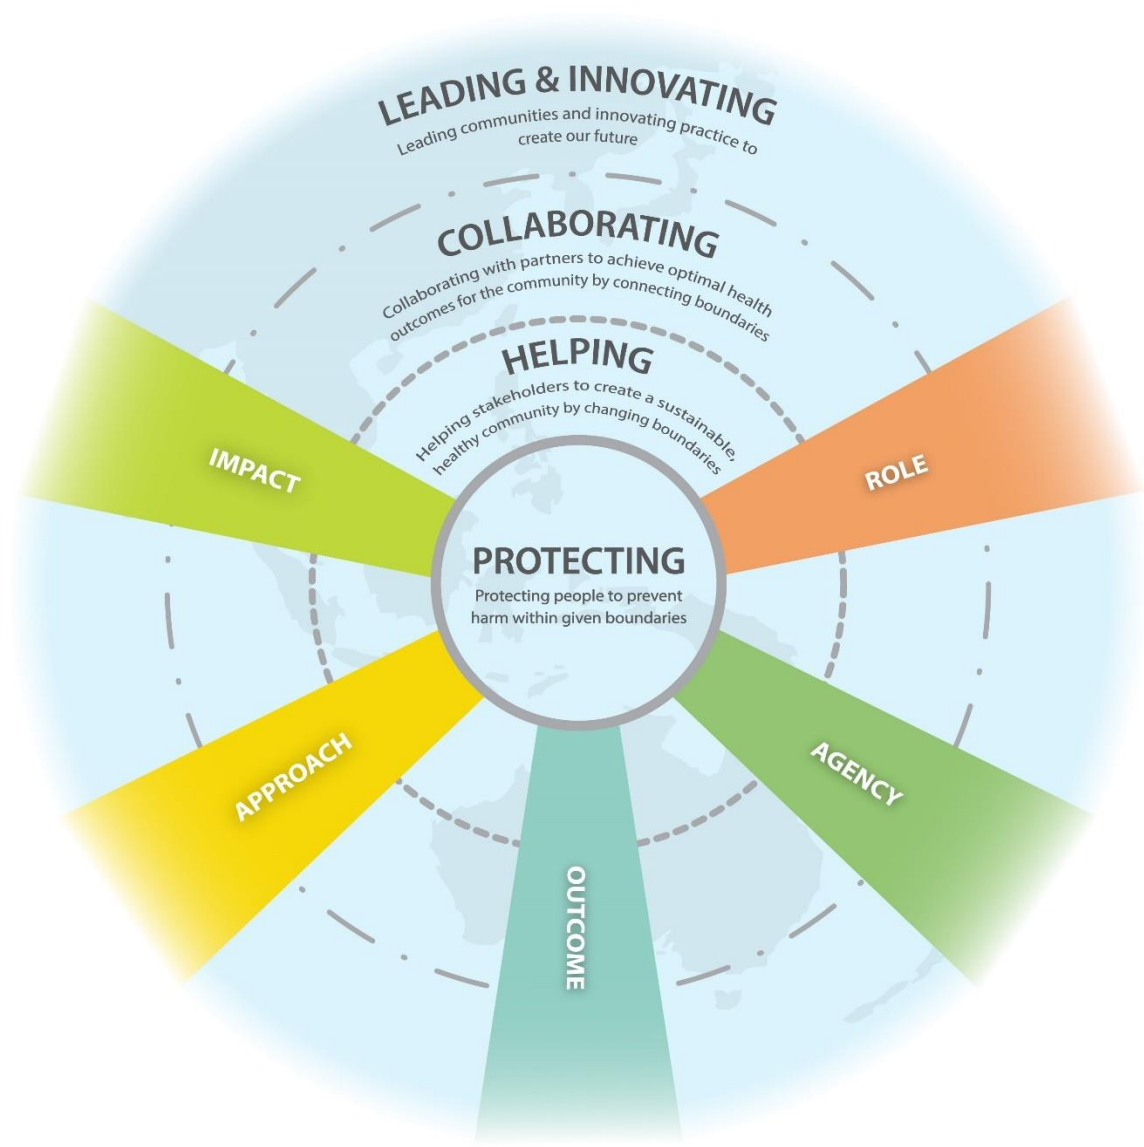 LEADING & INNOVATING
Leading communities and innovating practice to
create our future
COLLABORATING
Collaborating with partners to achieve optimal health
outcomes for the community by connecting boundaries
HELPING
Helping stakeholders to create a sustainable,
healthy community by changing boundaries
IMPACT
ROLE
PROTECTING
Protecting people to prevent
harm within given boundaries
APPROACH
AGENCY
OUTCOME